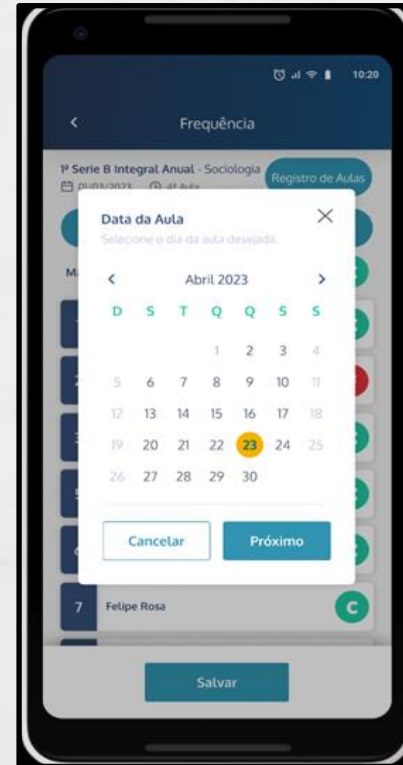 10:20
Frequência
1ª Serie B Integral Anual - Sociologia
Registro de Aulas
01/03/2023 4ª Aula
Data da Aula
Selecione o dia da aula desejada.
Abril 2023
D S T Q Q S S
1 2 3 4
5 6 7 8 9 10 11
12 13 14 15 16 17 18
19 20 21 22 23 24 25
26 27 28 29 30
Cancelar Próximo
7 Felipe Rosa C
Salvar